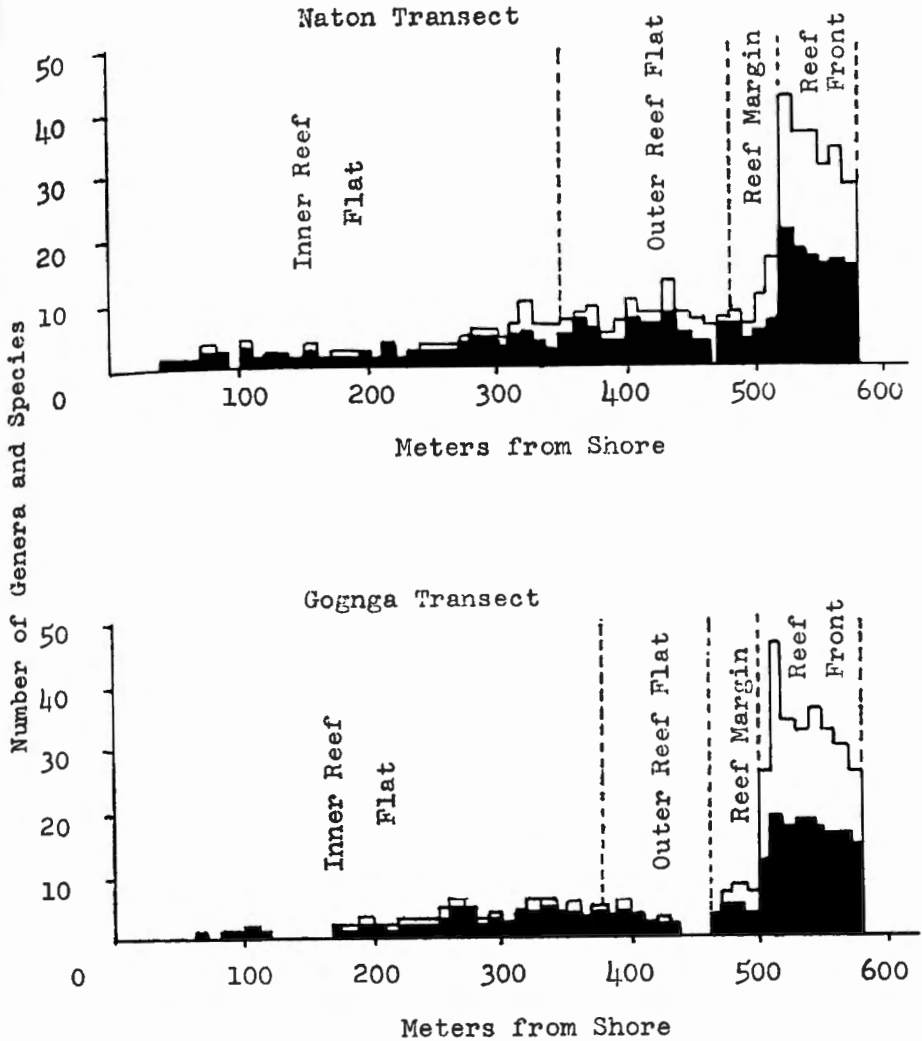 Naton Transect
Number of Genera and Species
50
40
30
20
10
0
Inner Reef
Flat
Outer Reef Flat
Reef Margin
Reef
Front
100 200 300 400 500 600
Meters from Shore
Gognga Transect
50
40
30
20
10
0
Inner Reef
Flat
Outer Reef Flat
Reef Margin
Reef
Front
100 200 300 400 500 600
Meters from Shore